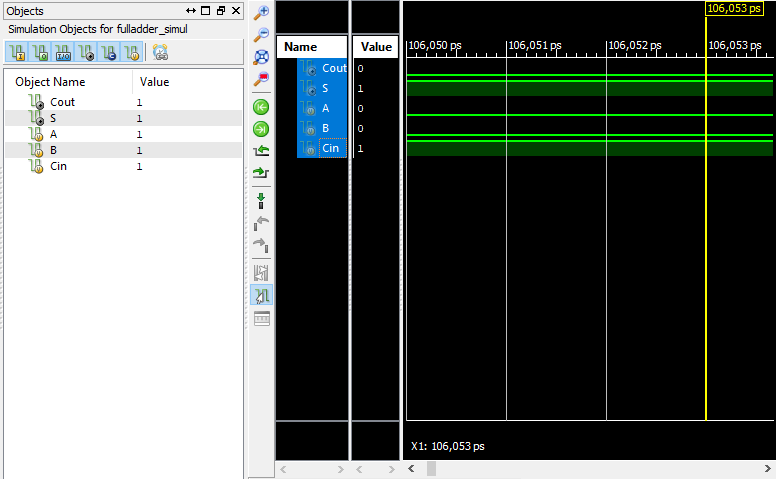 Objects
Simulation Objects for fulladder_simul
Object Name Value
Cout 1
S 1
A 1
B 1
Cin 1
106,053 ps
Name Value
106,050 ps 106,051 ps 106,052 ps 106,053 ps
Cout 0
S 1
A 0
B 0
Cin 1
X1: 106,053 ps